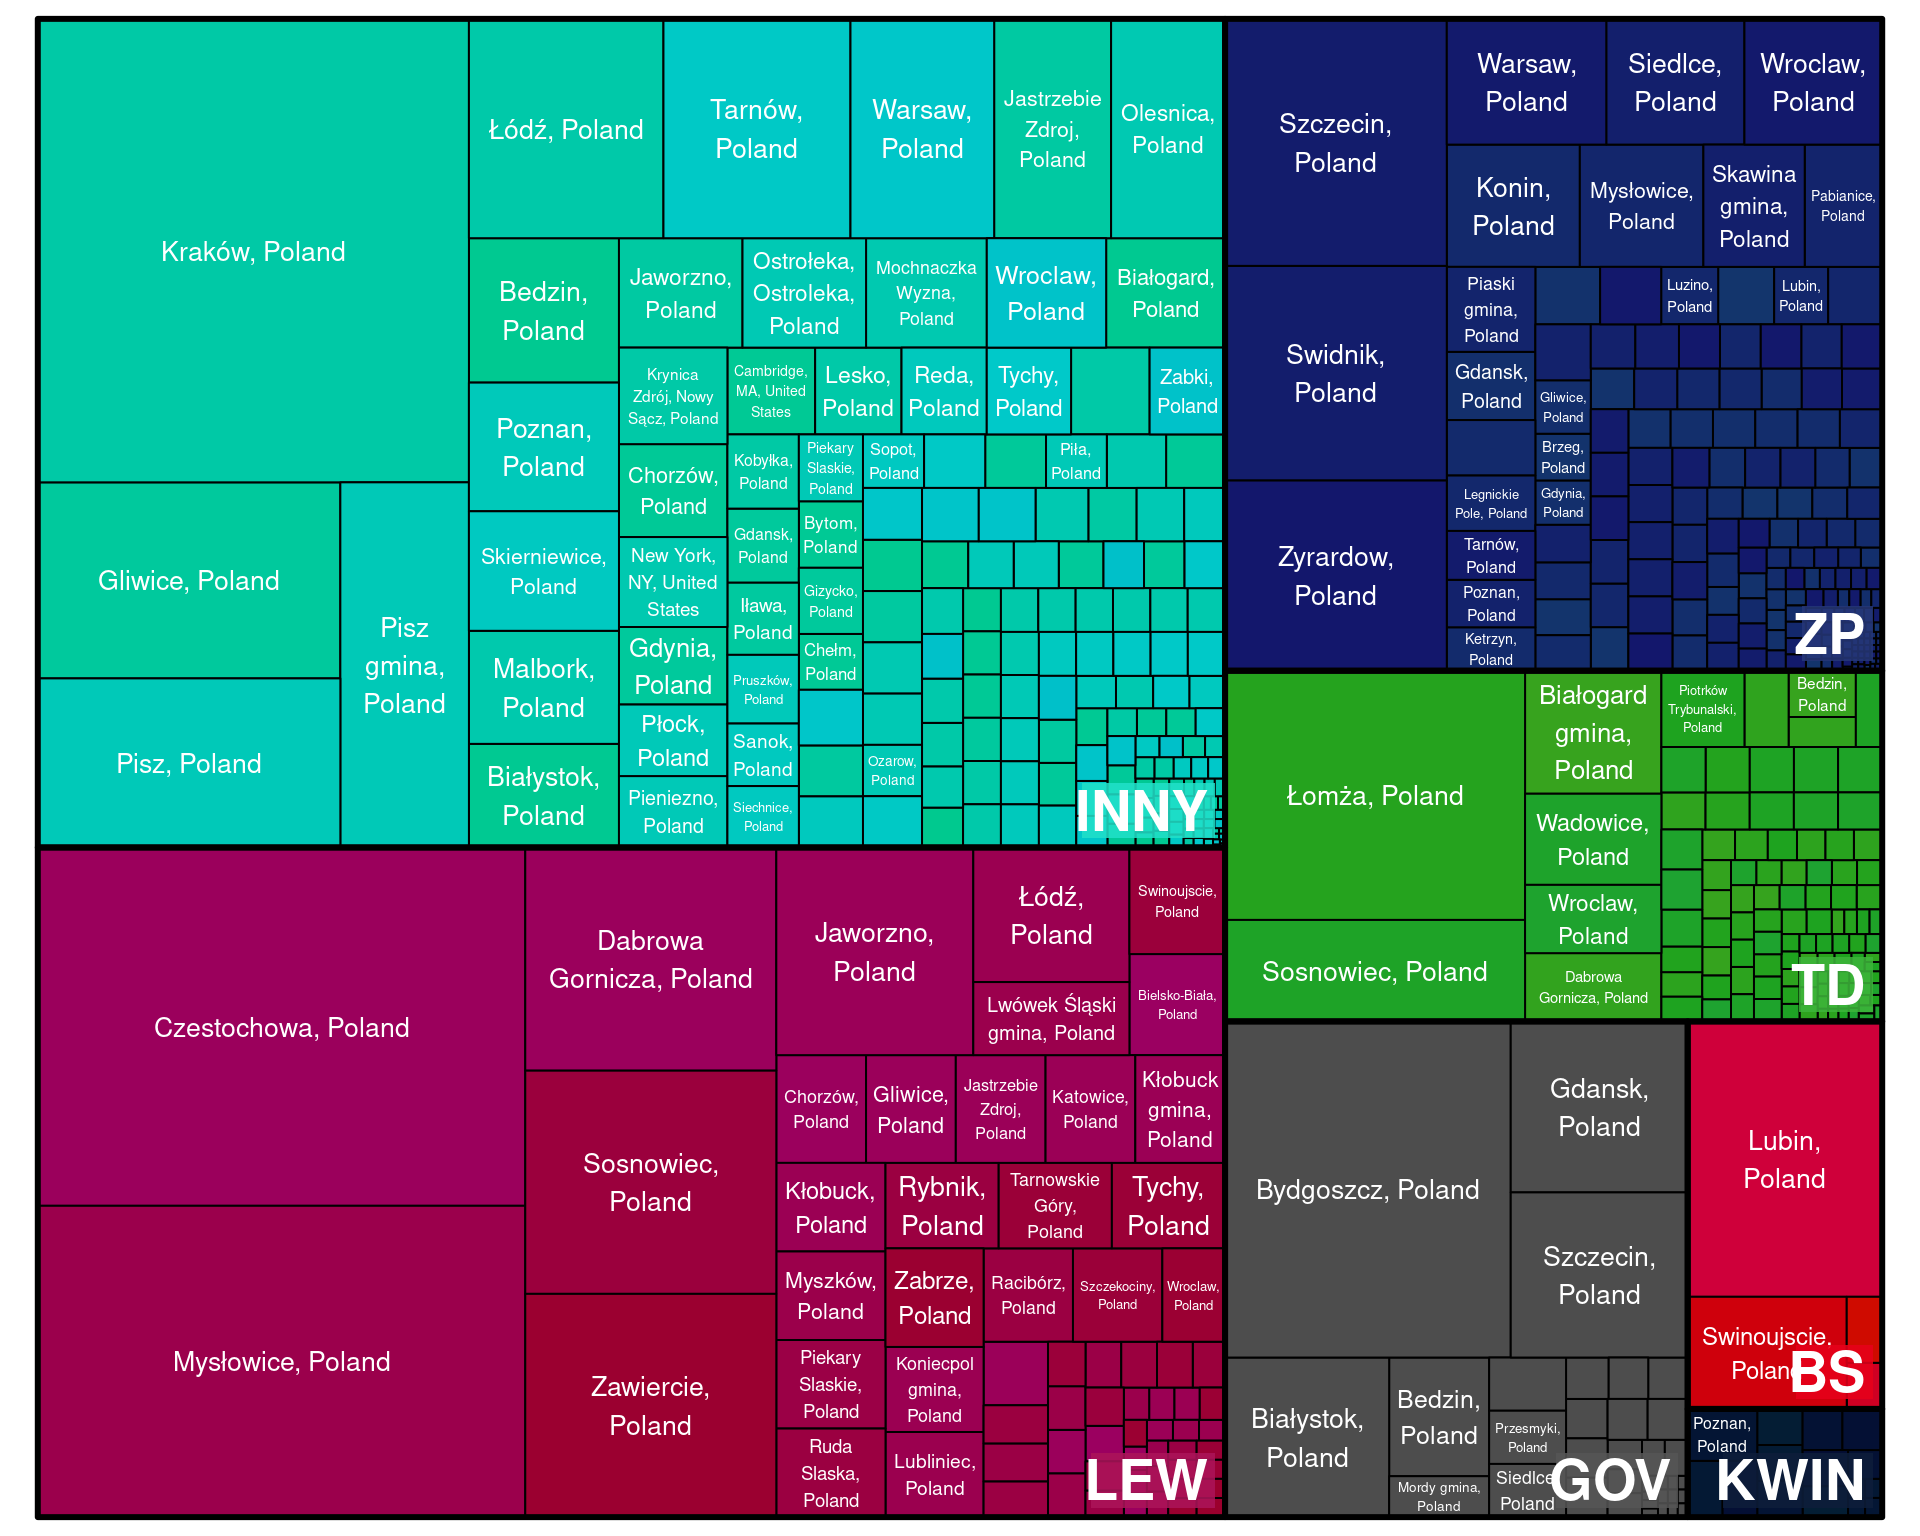 Kraków, Poland
Gliwice, Poland
Pisz, Poland
Pisz
gmina,
Poland
Łódź, Poland
Tarnów,
Poland
Warsaw,
Poland
Jastrzebie
Zdroj,
Poland
Olesnica,
Poland
Bedzin,
Poland
Poznan,
Poland
Skierniewice,
Poland
Malbork,
Poland
Białystok,
Poland
Jaworzno,
Poland
Ostrołeka,
Ostroleka,
Poland
Mochnaczka
Wyzna,
Poland
Wroclaw,
Poland
Białogard,
Poland
Krynica
Zdrój, Nowy
Sącz, Poland
Chorzów,
Poland
New York,
NY, United
States
Gdynia,
Poland
Płock,
Poland
Pieniezno,
Poland
Cambridge,
MA, United
States
Lesko,
Poland
Reda,
Poland
Tychy,
Poland
Zabki,
Poland
Kobyłka,
Poland
Gdansk,
Poland
Iława,
Poland
Pruszków,
Poland
Sanok,
Poland
Siechnice,
Poland
Piekary
Slaskie,
Poland
Bytom,
Poland
Gizycko,
Poland
Chełm,
Poland
Sopot,
Poland
Piła,
Poland
Ozarow,
Poland
INNY
Czestochowa, Poland
Mysłowice, Poland
Dabrowa
Gornicza, Poland
Sosnowiec,
Poland
Zawiercie,
Poland
Jaworzno,
Poland
Łódź,
Poland
Lwówek Śląski
gmina, Poland
Swinoujscie,
Poland
Bielsko-Biała,
Poland
Chorzów,
Poland
Gliwice,
Poland
Jastrzebie
Zdroj,
Poland
Katowice,
Poland
Kłobuck
gmina,
Poland
Kłobuck,
Poland
Myszków,
Poland
Piekary
Slaskie,
Poland
Ruda
Slaska,
Poland
Rybnik,
Poland
Tarnowskie
Góry,
Poland
Tychy,
Poland
Zabrze,
Poland
Racibórz,
Poland
Szczekociny,
Poland
Wroclaw,
Poland
Koniecpol
gmina,
Poland
Lubliniec,
Poland
LEW
Szczecin,
Poland
Swidnik,
Poland
Zyrardow,
Poland
Warsaw,
Poland
Siedlce,
Poland
Wroclaw,
Poland
Konin,
Poland
Mysłowice,
Poland
Skawina
gmina,
Poland
Pabianice,
Poland
Piaski
gmina,
Poland
Gdansk,
Poland
Legnickie
Pole, Poland
Tarnów,
Poland
Poznan,
Poland
Ketrzyn,
Poland
Luzino,
Poland
Lubin,
Poland
Gliwice,
Poland
Brzeg,
Poland
Gdynia,
Poland
ZP
Łomża, Poland
Sosnowiec, Poland
Białogard
gmina,
Poland
Wadowice,
Poland
Wroclaw,
Poland
Dabrowa
Gornicza, Poland
Piotrków
Trybunalski,
Poland
Bedzin,
Poland
TD
Bydgoszcz, Poland
Gdansk,
Poland
Szczecin,
Poland
Białystok,
Poland
Bedzin,
Poland
Mordy gmina,
Poland
Przesmyki,
Poland
Siedlce
Poland
GOV
Lubin,
Poland
Swinoujscie,
Poland
BS
Poznan,
Poland
KWIN